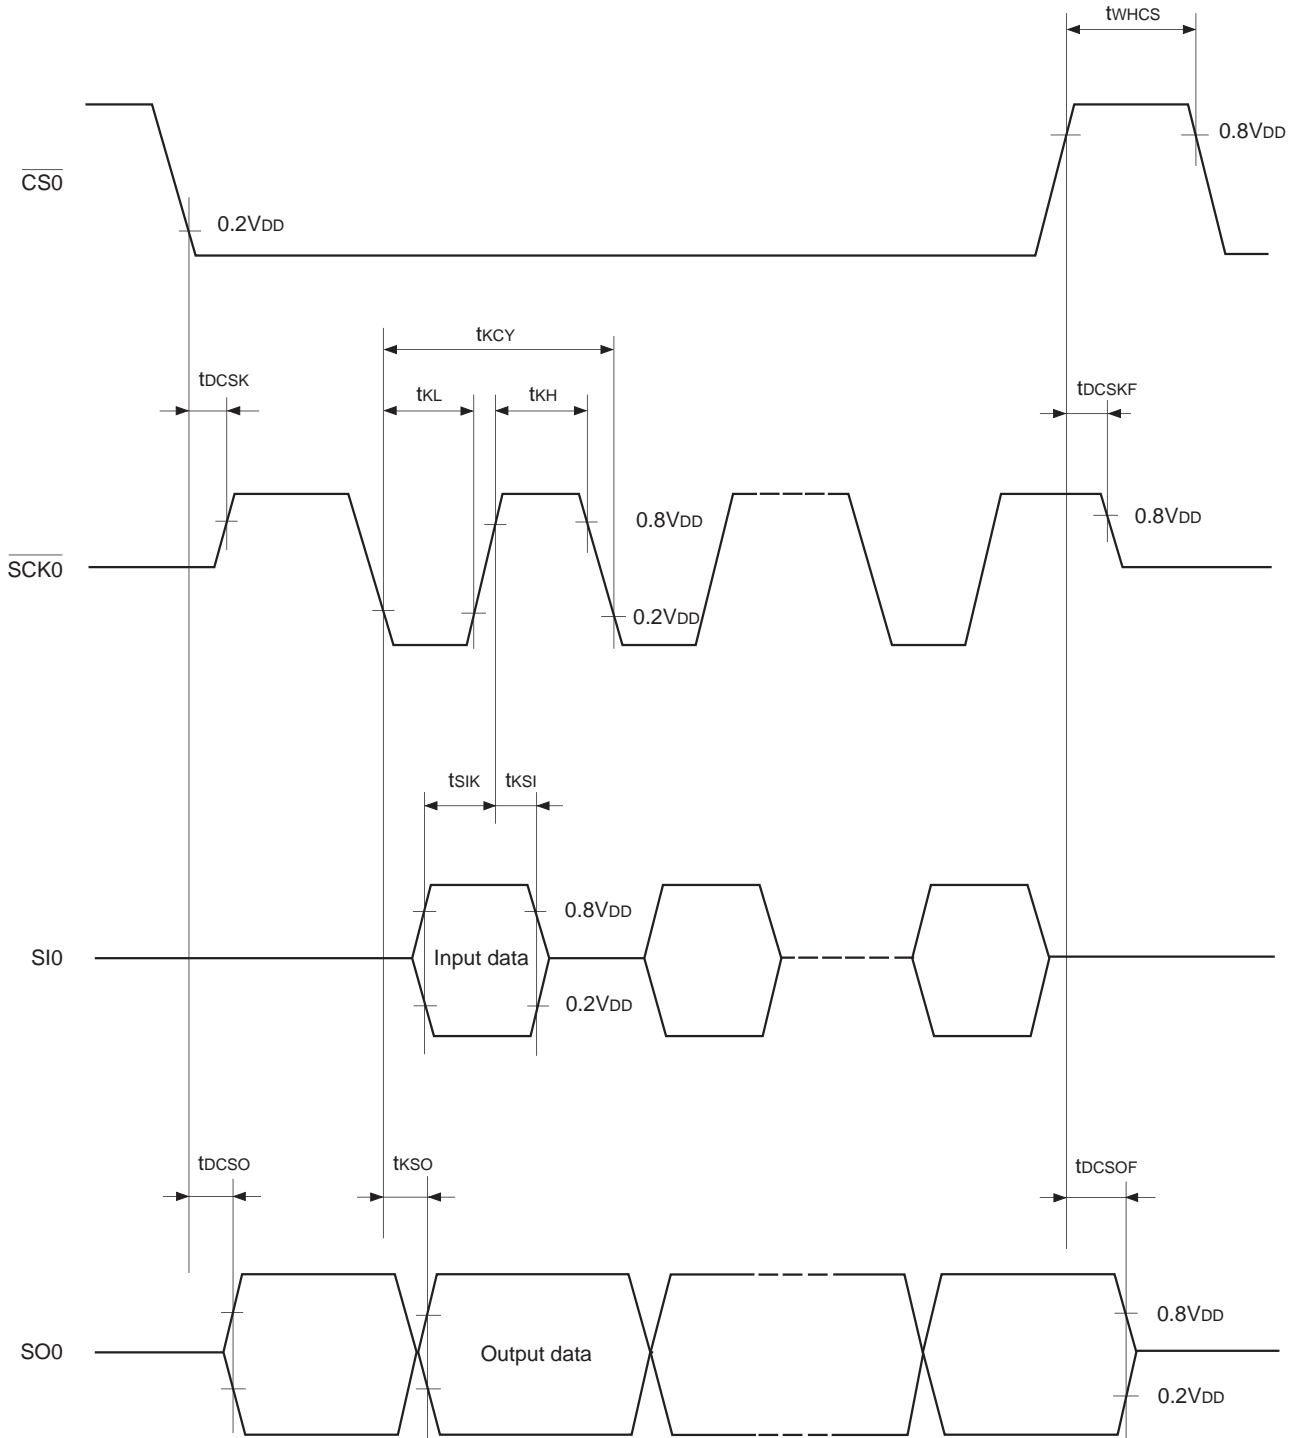 tWHCS
0.8VDD
CS0
0.2VDD
tKCY
tDCSK
tKL
tKH
tDCSKF
0.8VDD
0.8VDD
SCK0
0.2VDD
tSIK
tKSI
0.8VDD
SI0
Input data
0.2VDD
tDCSO
tKSO
tDCSOF
0.8VDD
SO0
Output data
0.2VDD